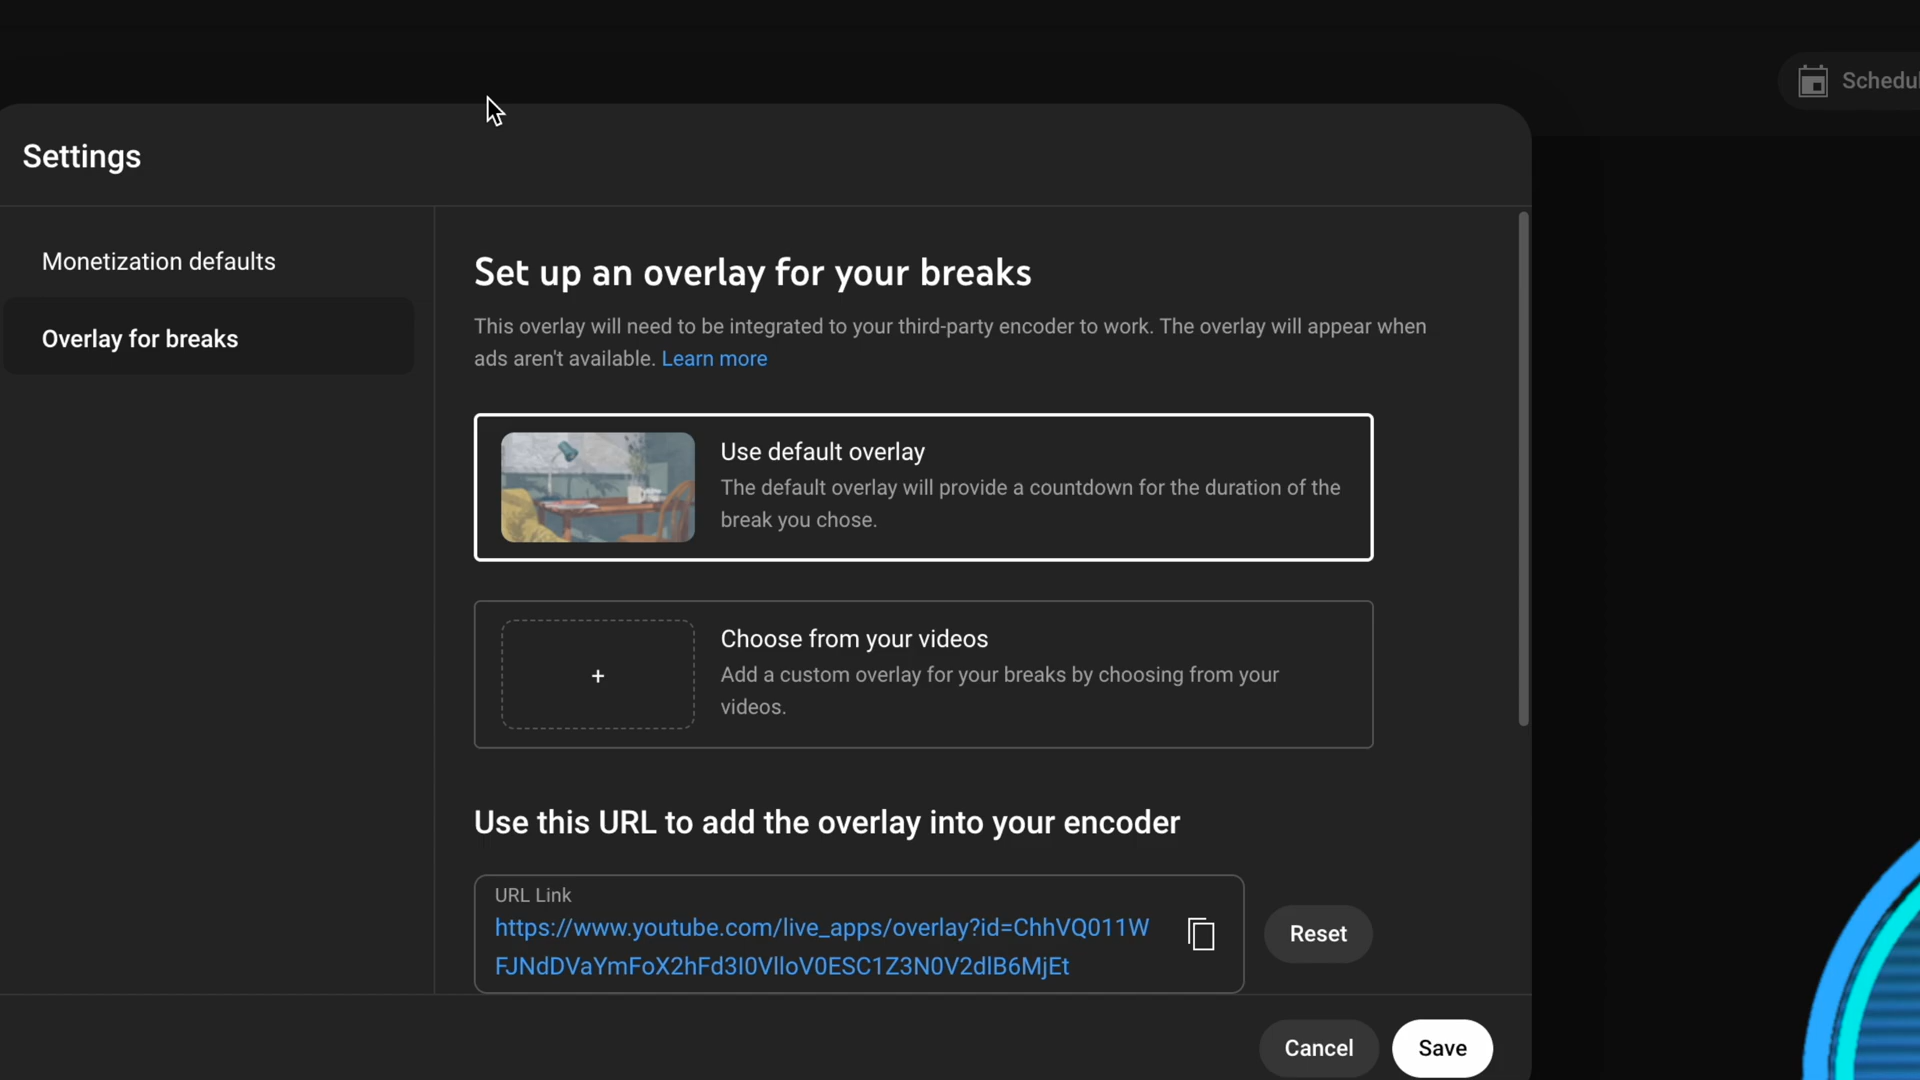 Schedul
Settings
Monetization defaults
Overlay for breaks
Set up an overlay for your breaks
This overlay will need to be integrated to your third-party encoder to work. The overlay will appear when
ads aren't available. Learn more
Use default overlay
The default overlay will provide a countdown for the duration of the
break you chose.
+
Choose from your videos
Add a custom overlay for your breaks by choosing from your
videos.
Use this URL to add the overlay into your encoder
URL Link
https://www.youtube.com/live_apps/overlay?id=ChhVQ011W
FJNdDVaYmFoX2hFd3I0VlloV0ESC1Z3N0V2dlB6MjEt
Reset
Cancel
Save